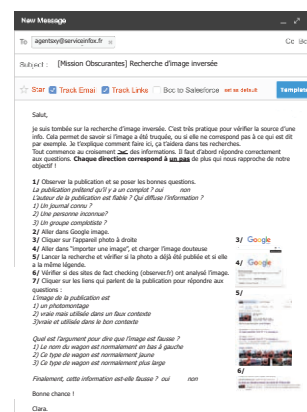 New Message
To agentsxy@serviceinfox.fr
Cc Bc
Subject : [Mission Obscurantes] Recherche d'image inversée
Star Track Emai Track Links Bcc to Salesforce set as default Template
Salut,
je suis tombée sur la recherche d'image inversée. C'est très pratique pour vérifier la source d'une
info. Cela permet de savoir si l'image a été truquée, ou si elle ne correspond pas à ce qui est dit
par exemple. Je t'explique comment faire ici, ça t'aidera dans tes recherches.
Tout commence au croisement des informations. Il faut d'abord répondre correctement
aux questions. Chaque direction correspond à un pas de plus qui nous rapproche de notre
objectif !
1/ Observer la publication et se poser les bonnes questions.
La publication prétend qu'il y a un complot ? oui non
L'auteur de la publication est fiable ? Qui diffuse l'information ?
1) Un journal connu ?
2) Une personne inconnue?
3) Un groupe complotiste ?
2/ Aller dans Google image.
3/ Cliquer sur l'appareil photo à droite
4/ Aller dans "importer une image", et charger l'image douteuse
5/ Lancer la recherche et vérifier si la photo a déjà été publiée et si elle
a la même légende.
6/ Vérifier si des sites de fact checking (observer.fr) ont analysé l'image.
7/ Cliquer sur les liens qui parlent de la publication pour répondre aux
questions :
L'image de la publication est
1) un photomontage
2) vraie mais utilisée dans un faux contexte
3)vraie et utilisée dans le bon contexte
Quel est l'argument pour dire que l'image est fausse ?
1) Le nom du wagon est normalement en bas à gauche
2) Ce type de wagon est normalement jaune
3) Ce type de wagon est normalement plus large
Finalement, cette information est-elle fausse ? oui non
Bonne chance !
Clara.
3/ Google
4/ Google
5/
6/